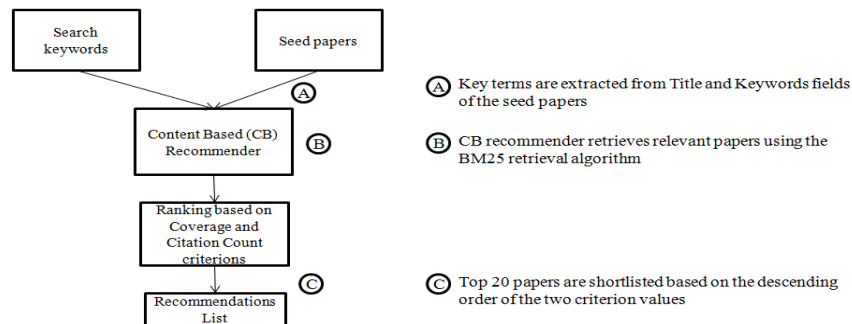 Search
keywords
Seed papers
A
Content Based (CB)
Recommender
B
Ranking based on
Coverage and
Citation Count
criterions
C
Recommendations
List
A Key terms are extracted from Title and Keywords fields
of the seed papers
B CB recommender retrieves relevant papers using the
BM25 retrieval algorithm
C Top 20 papers are shortlisted based on the descending
order of the two criterion values